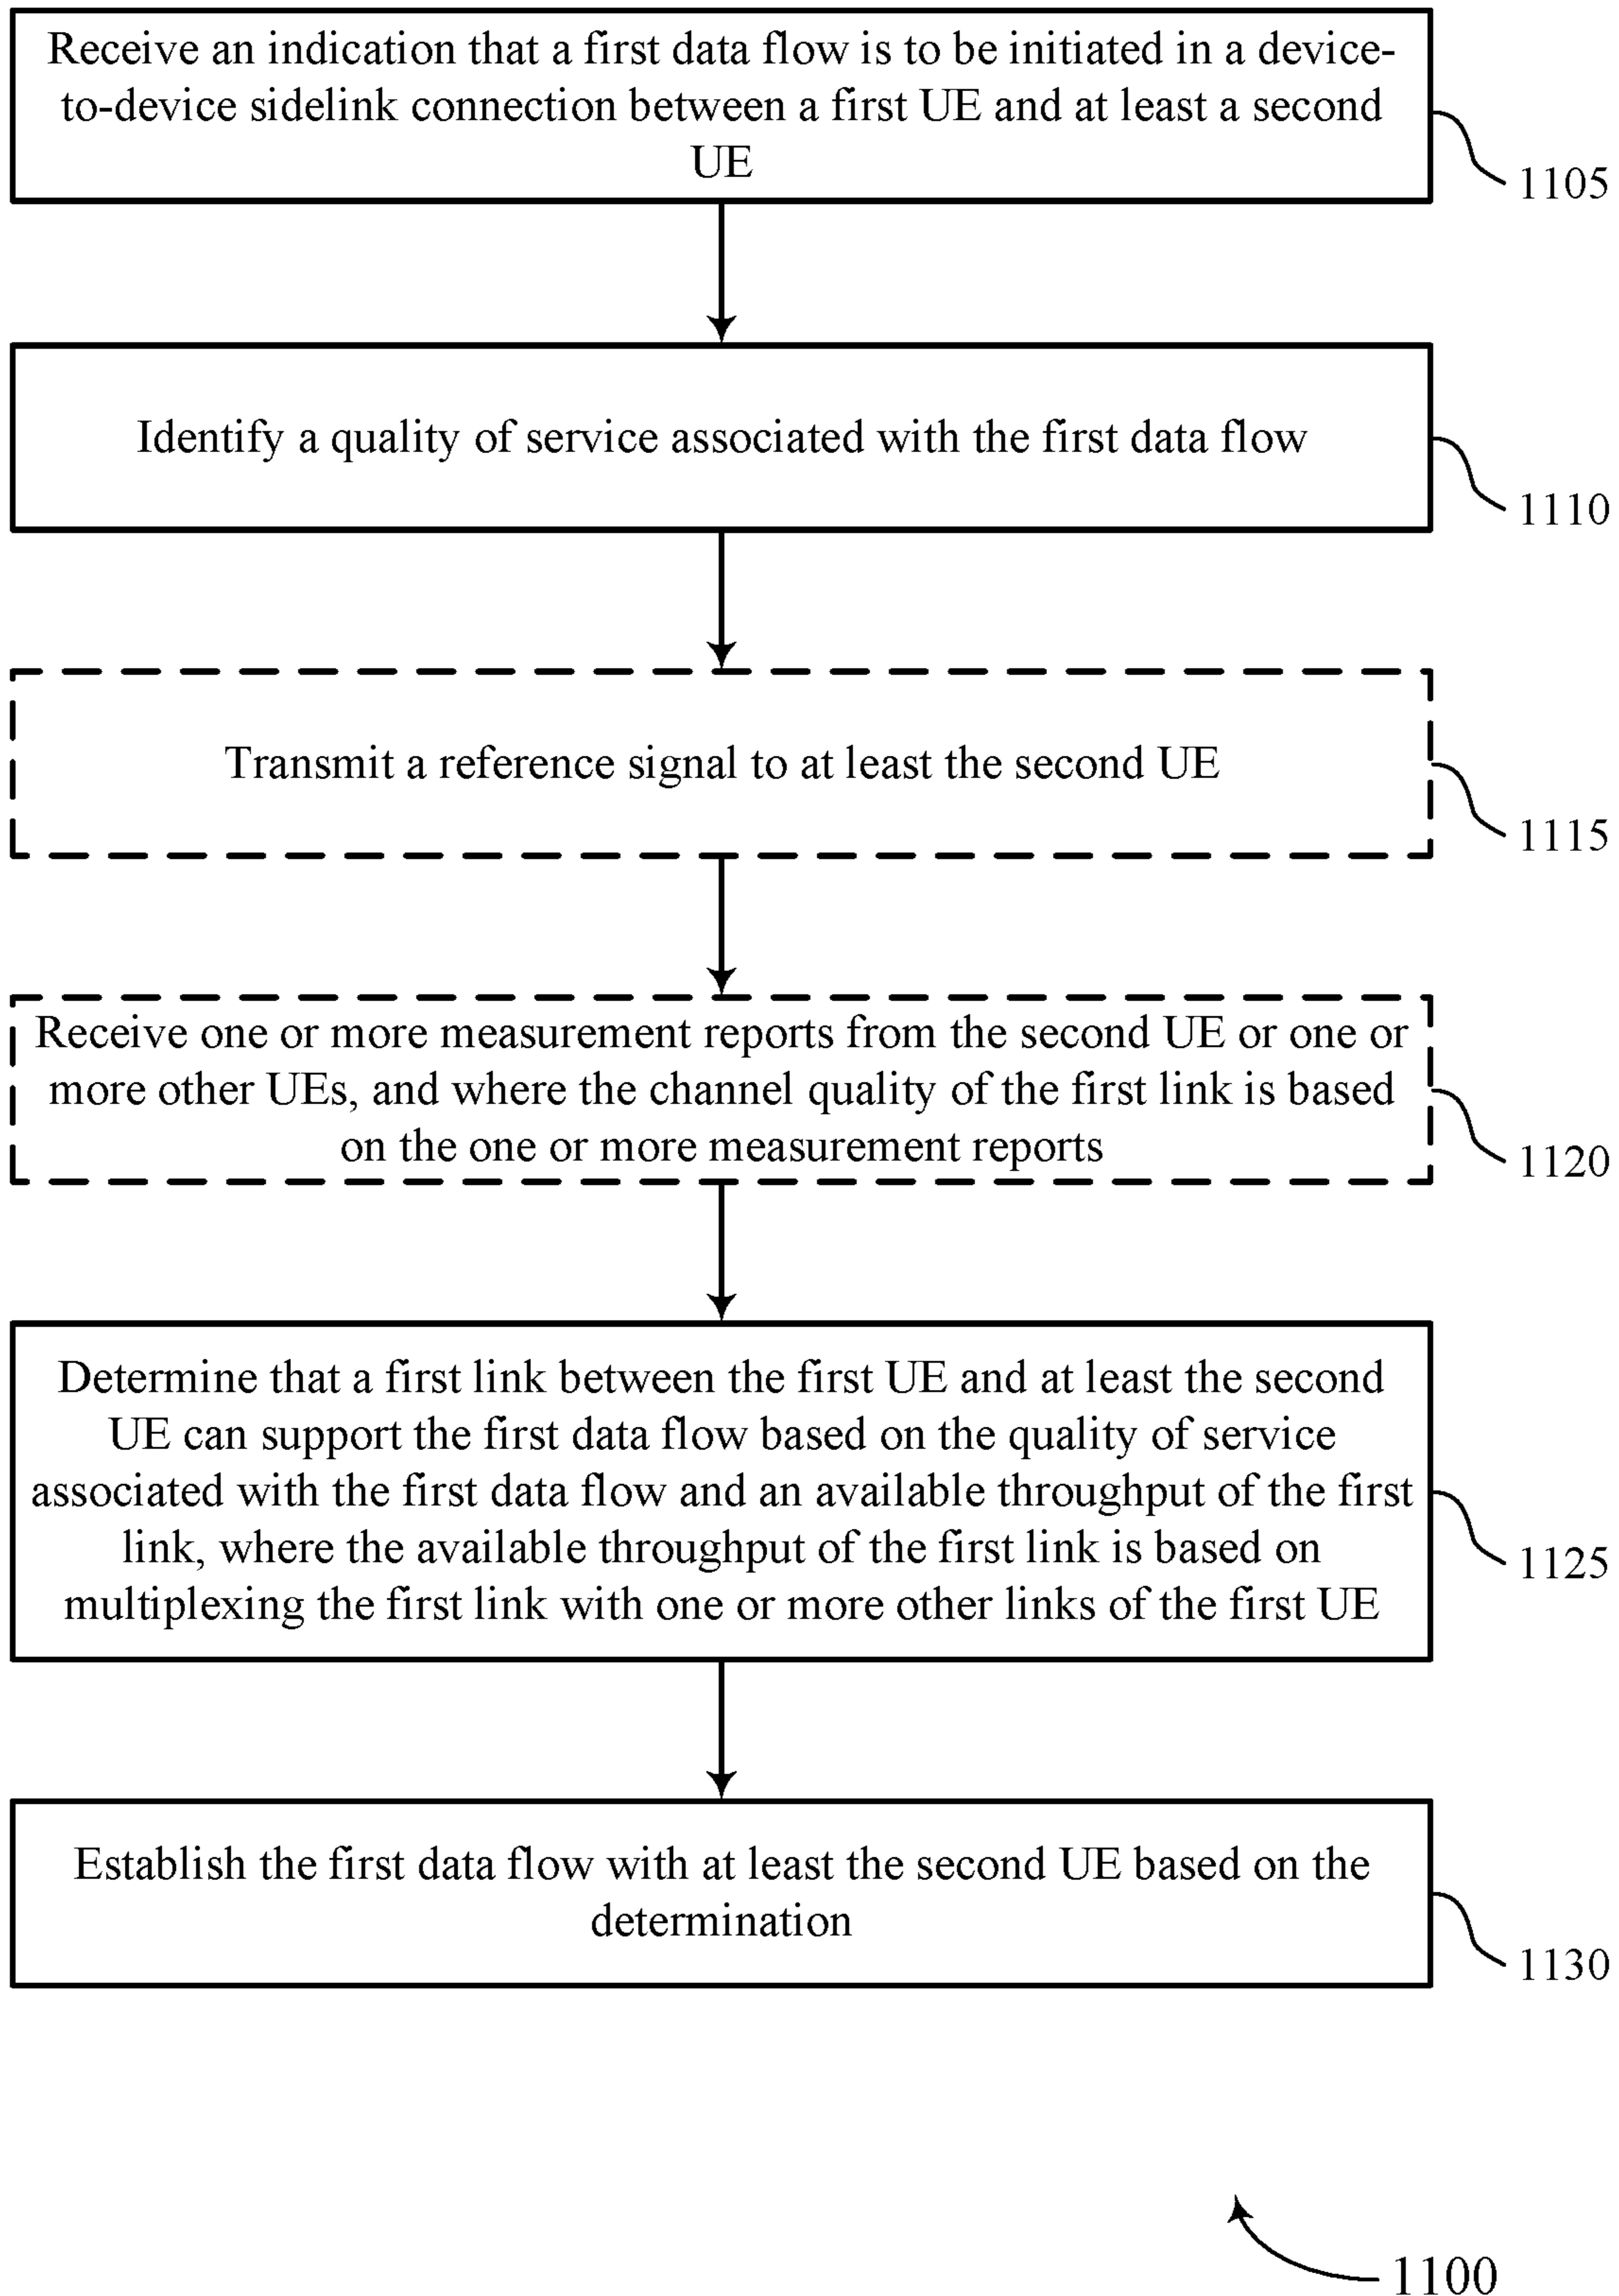 Receive an indication that a first data flow is to be initiated in a device-
to-device sidelink connection between a first UE and at least a second
UE
1105
Identify a quality of service associated with the first data flow
1110
Transmit a reference signal to at least the second UE
1115
Receive one or more measurement reports from the second UE or one or
more other UEs, and where the channel quality of the first link is based
on the one or more measurement reports
1120
Determine that a first link between the first UE and at least the second
UE can support the first data flow based on the quality of service
associated with the first data flow and an available throughput of the first
link, where the available throughput of the first link is based on
multiplexing the first link with one or more other links of the first UE
1125
Establish the first data flow with at least the second UE based on the
determination
1130
1100